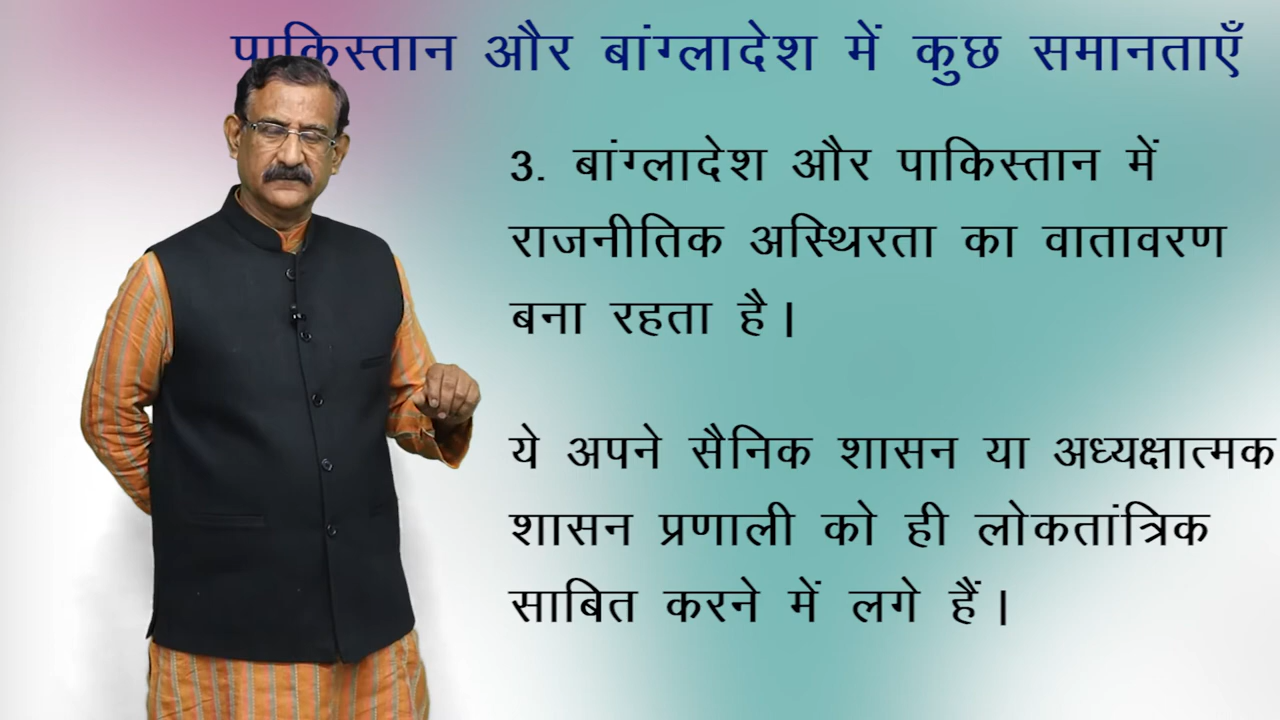 पाकिस्तान और बांग्लादेश में कुछ समानताएँ
3. बांग्लादेश और पाकिस्तान में
राजनीतिक अस्थिरता का वातावरण
बना रहता है।
ये अपने सैनिक शासन या अध्यक्षात्मक
शासन प्रणाली को ही लोकतांत्रिक
साबित करने में लगे हैं।